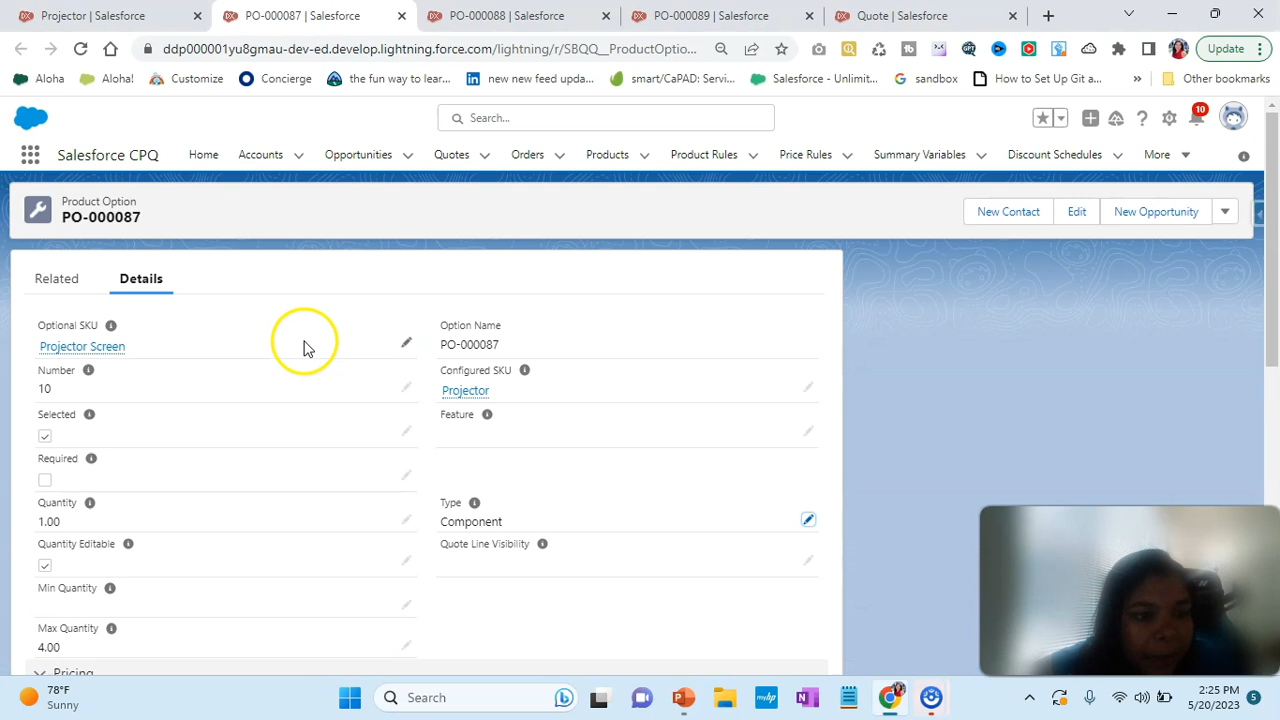 Projector | Salesforce
PO-000087 | Salesforce
PO-000088 | Salesforce
PO-000089 | Salesforce
Quote | Salesforce
ddp000001yu8gmau-dev-ed.develop.lightning.force.com/lightning/r/SBQQ__ProductOptio...
Update
Aloha
Aloha!
Customize
Concierge
the fun way to lear...
new new feed upda...
smart/CaPAD: Servi...
Salesforce - Unlimit...
sandbox
How to Set Up Git a...
Other bookmarks
Search...
10
Salesforce CPQ
Home
Accounts
Opportunities
Quotes
Orders
Products
Product Rules
Price Rules
Summary Variables
Discount Schedules
More
Product Option
PO-000087
New Contact
Edit
New Opportunity
Related
Details
Optional SKU
Projector Screen
Option Name
PO-000087
Number
10
Configured SKU
Projector
Selected
Feature
Required
Quantity
1.00
Type
Component
Quantity Editable
Quote Line Visibility
Min Quantity
Max Quantity
4.00
Pricing
78°F
Sunny
Search
2:25 PM
5/20/2023
5